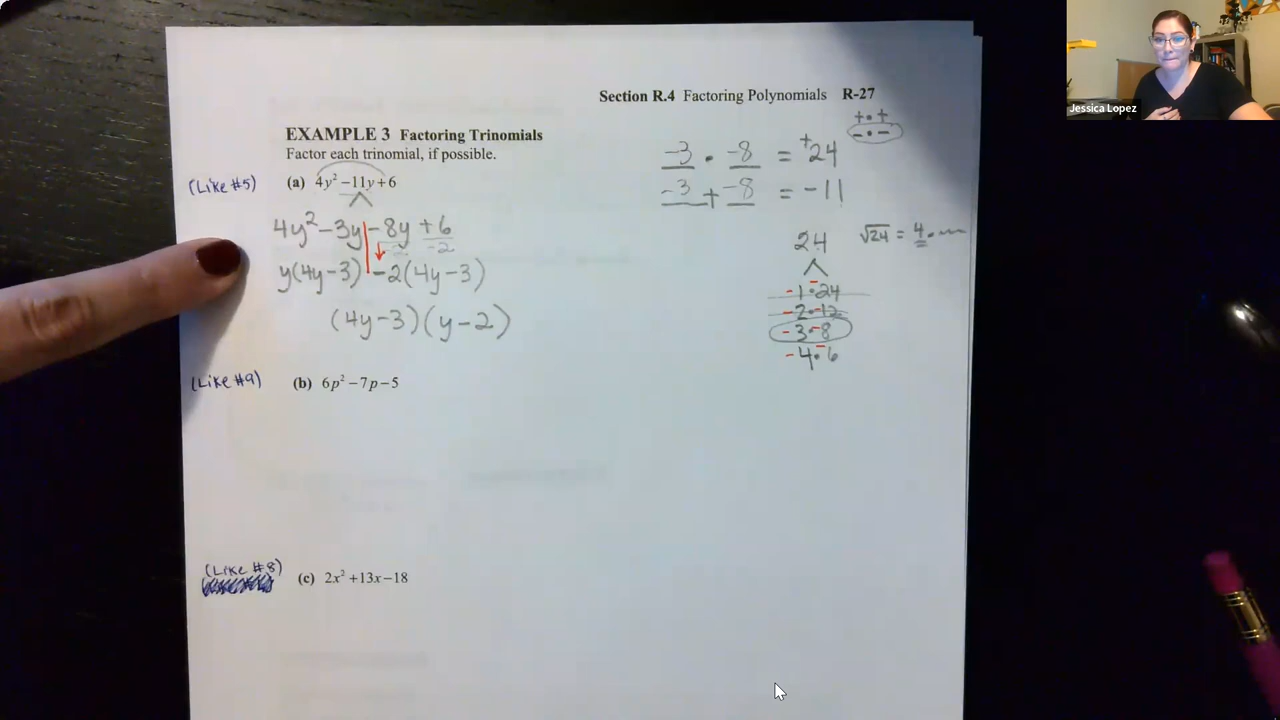 Jessica Lopez
Section R.4 Factoring Polynomials R-27
EXAMPLE 3 Factoring Trinomials
Factor each trinomial, if possible.
(Like #5) (a) 4y² −11y+6
4y² − 3y − 8y + 6
-2 -2
y(4y−3) −2(4y−3)
(4y−3)(y−2)
+·+
−·−
-3 · -8 = +24
-3 + -8 = -11
24
√24 = 4.
-1·-24
-2·-12
-3·-8
-4·-6
(Like #9) (b) 6p² −7p−5
(Like #8) (c) 2x² +13x−18